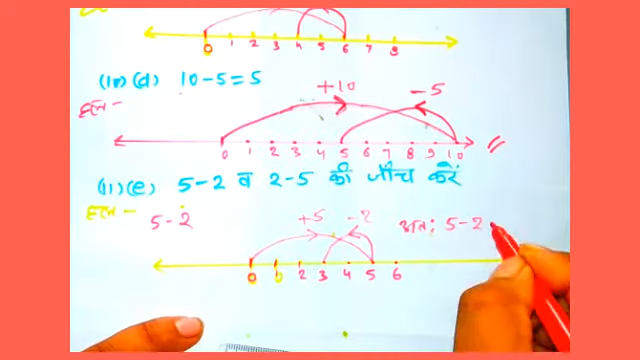 0 1 2 3 4 5 6 7 8
(10) (d) 10-5=5
हल- +10 -5
0 1 2 3 4 5 6 7 8 9 10
(11) (e) 5-2 व 2-5 की जाँच करें
हल- 5-2 +5 -2 अतः 5-2
0 1 2 3 4 5 6